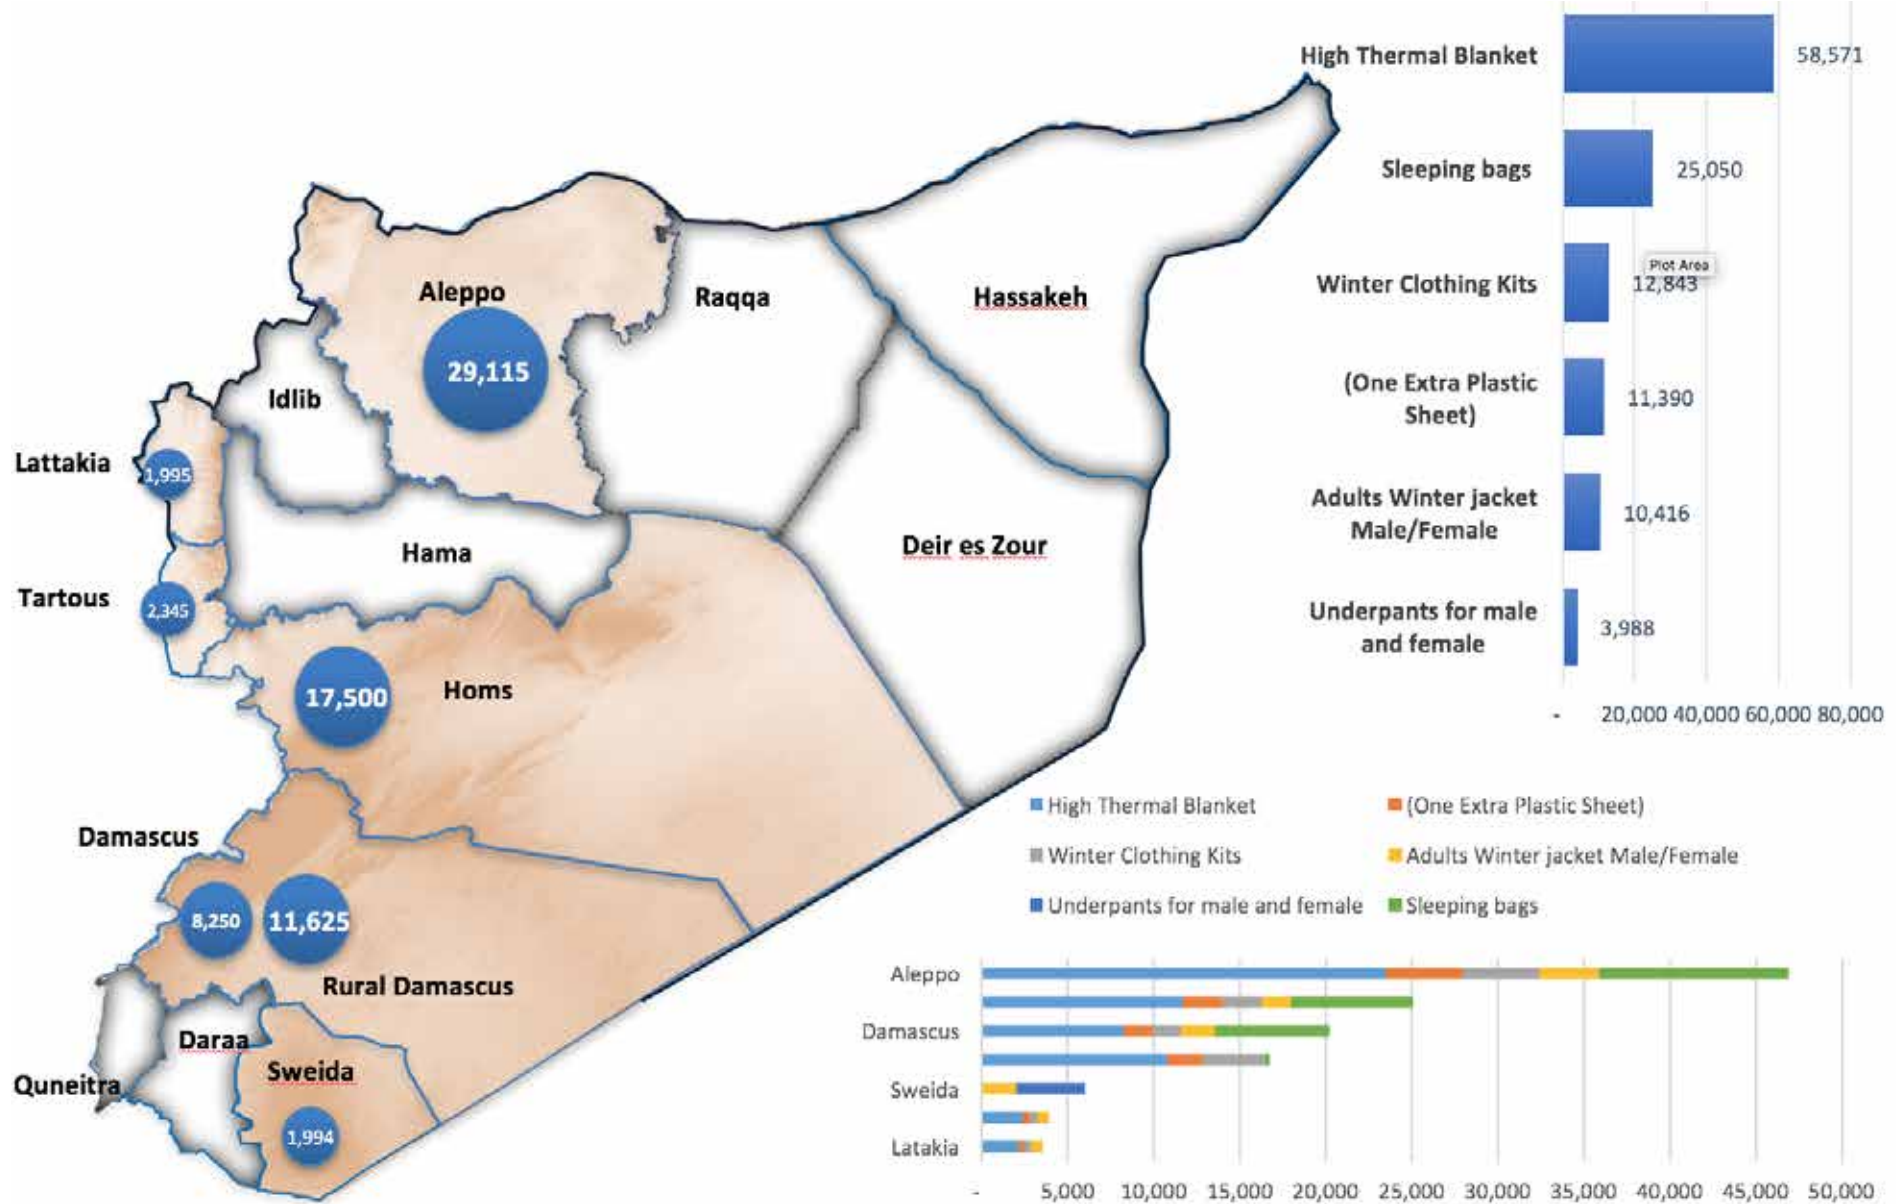 Aleppo
29,115
Raqqa
Hassakeh
Idlib
Lattakia
1,995
Hama
Deir es Zour
Tartous
2,345
17,500
Homs
Damascus
8,250
11,625
Rural Damascus
Daraa
Sweida
Quneitra
1,994
High Thermal Blanket
58,571
Sleeping bags
25,050
Plot Area
Winter Clothing Kits
12,843
(One Extra Plastic
Sheet)
11,390
Adults Winter jacket
Male/Female
10,416
Underpants for male
and female
3,988
- 20,000 40,000 60,000 80,000
High Thermal Blanket
(One Extra Plastic Sheet)
Winter Clothing Kits
Adults Winter jacket Male/Female
Underpants for male and female
Sleeping bags
Aleppo
Damascus
Sweida
Latakia
- 5,000 10,000 15,000 20,000 25,000 30,000 35,000 40,000 45,000 50,000